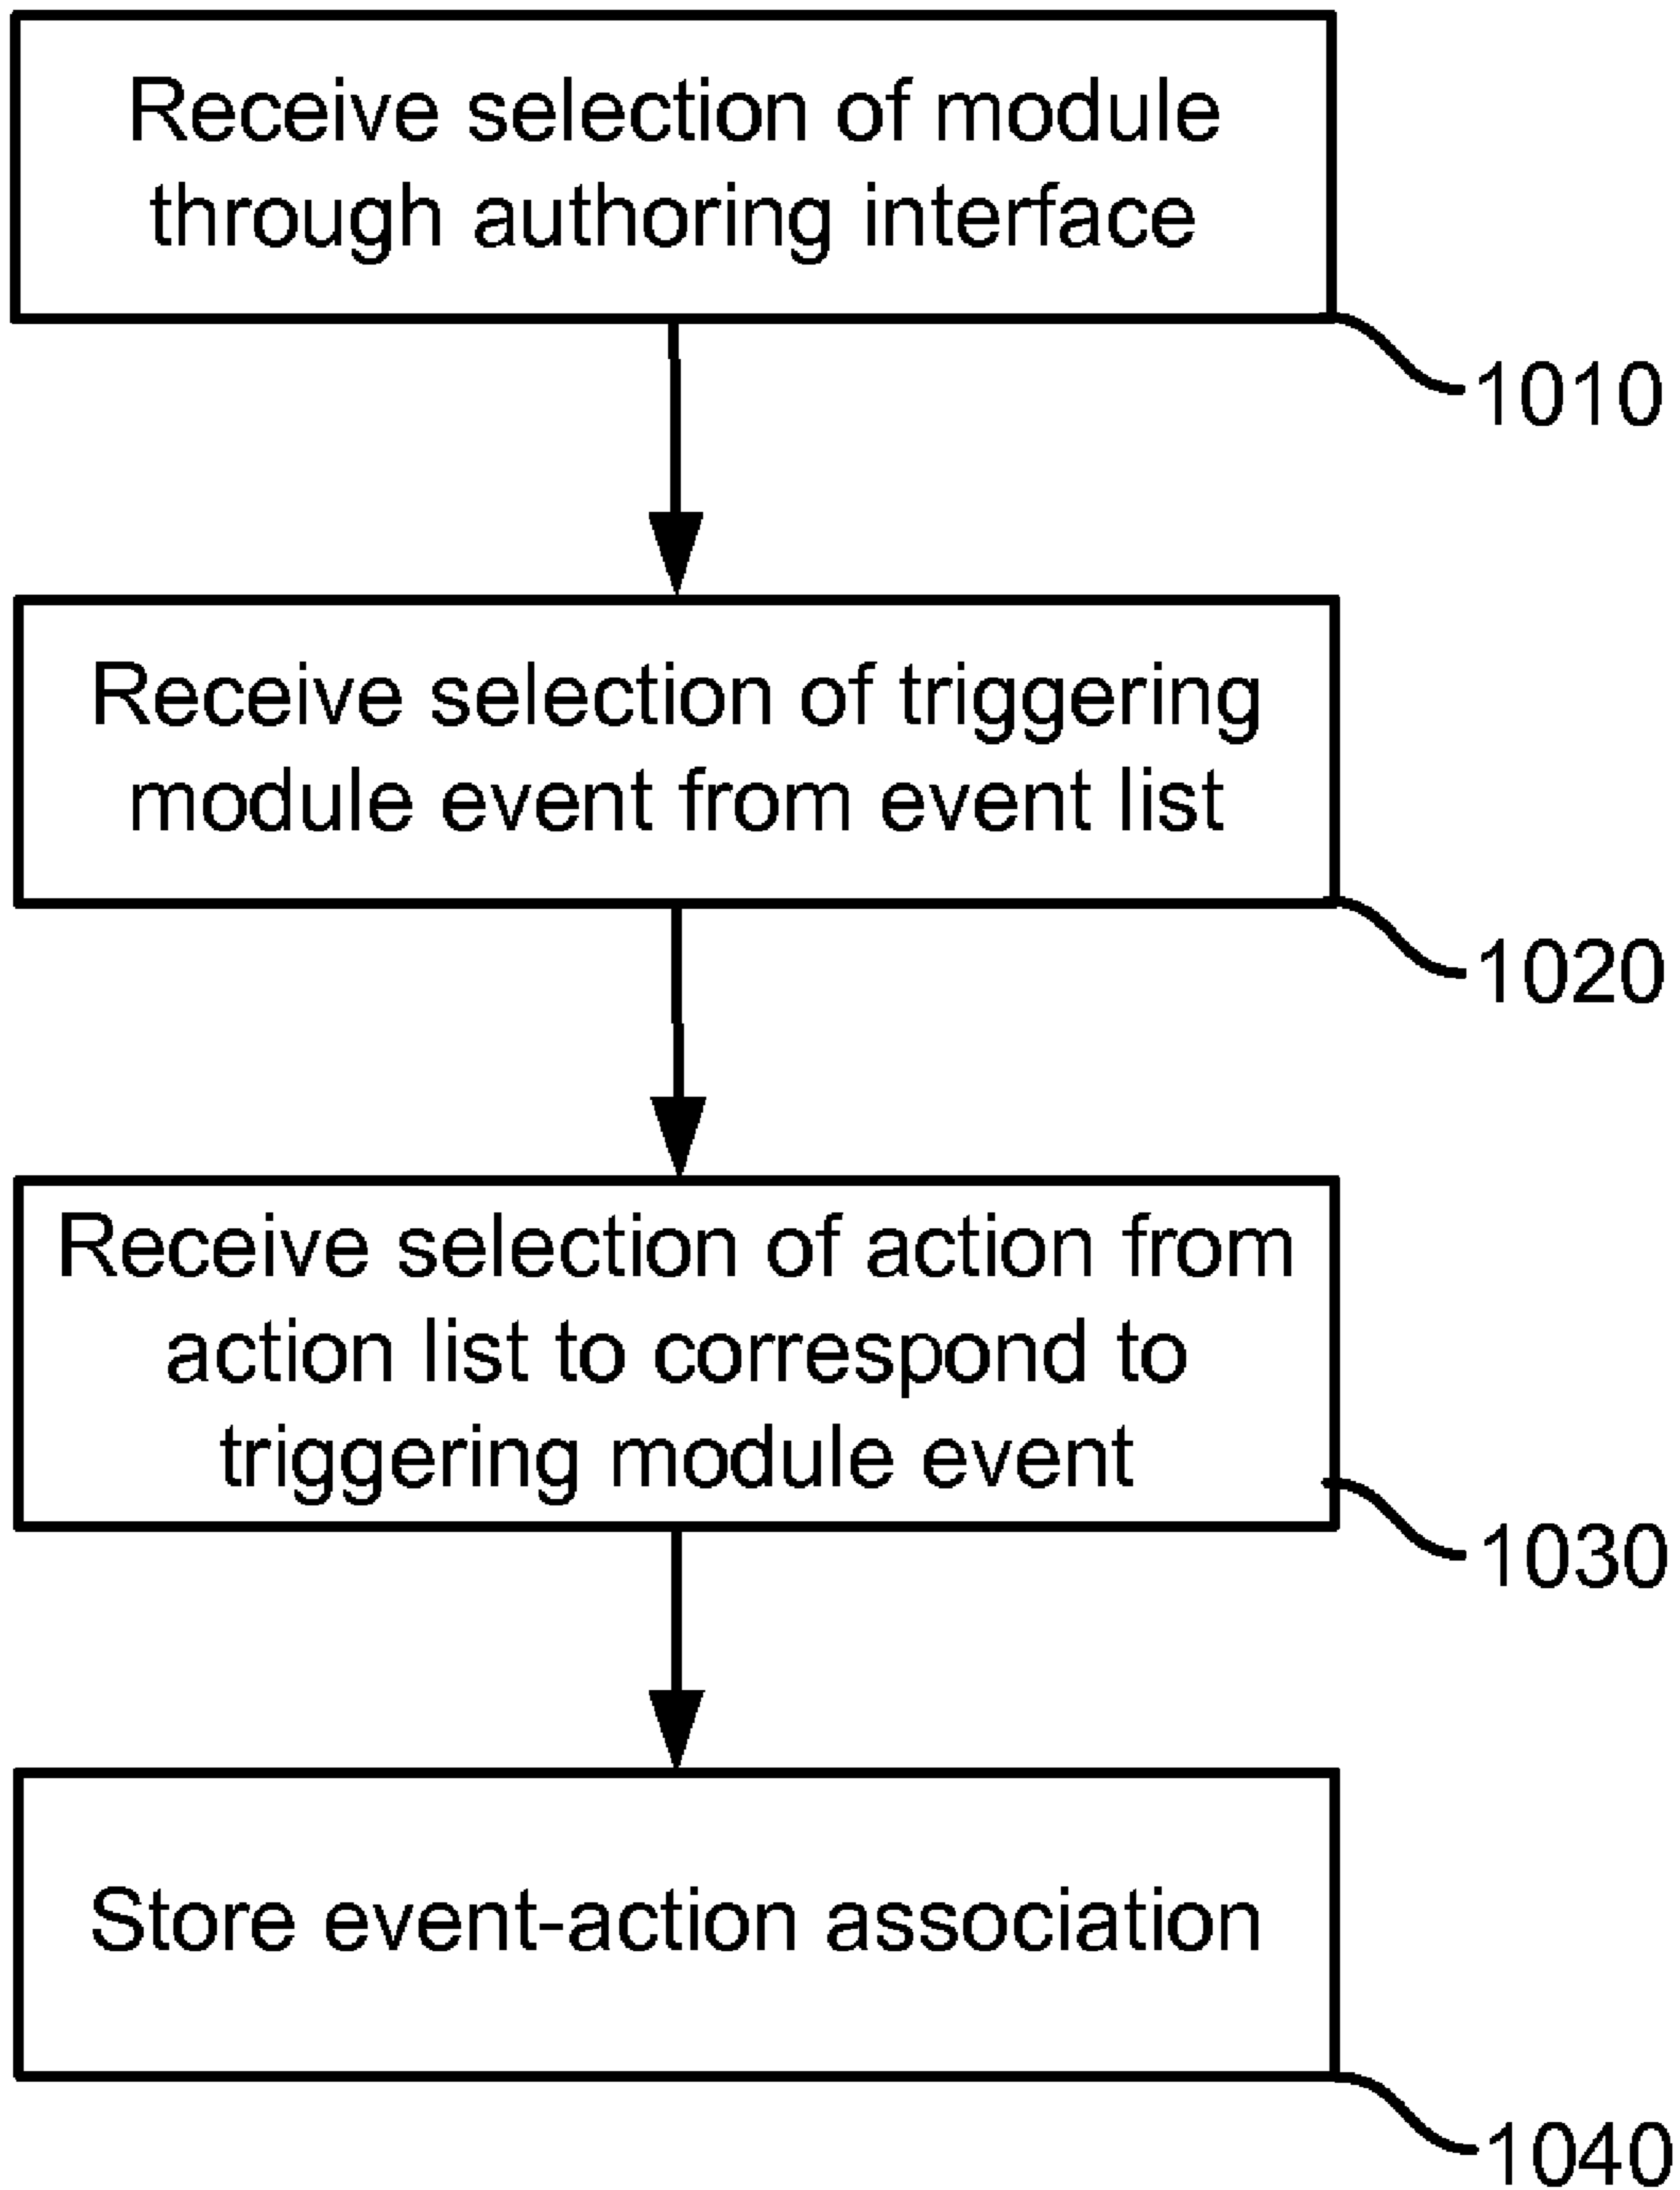 Receive selection of module
through authoring interface
1010
Receive selection of triggering
module event from event list
1020
Receive selection of action from
action list to correspond to
triggering module event
1030
Store event-action association
1040